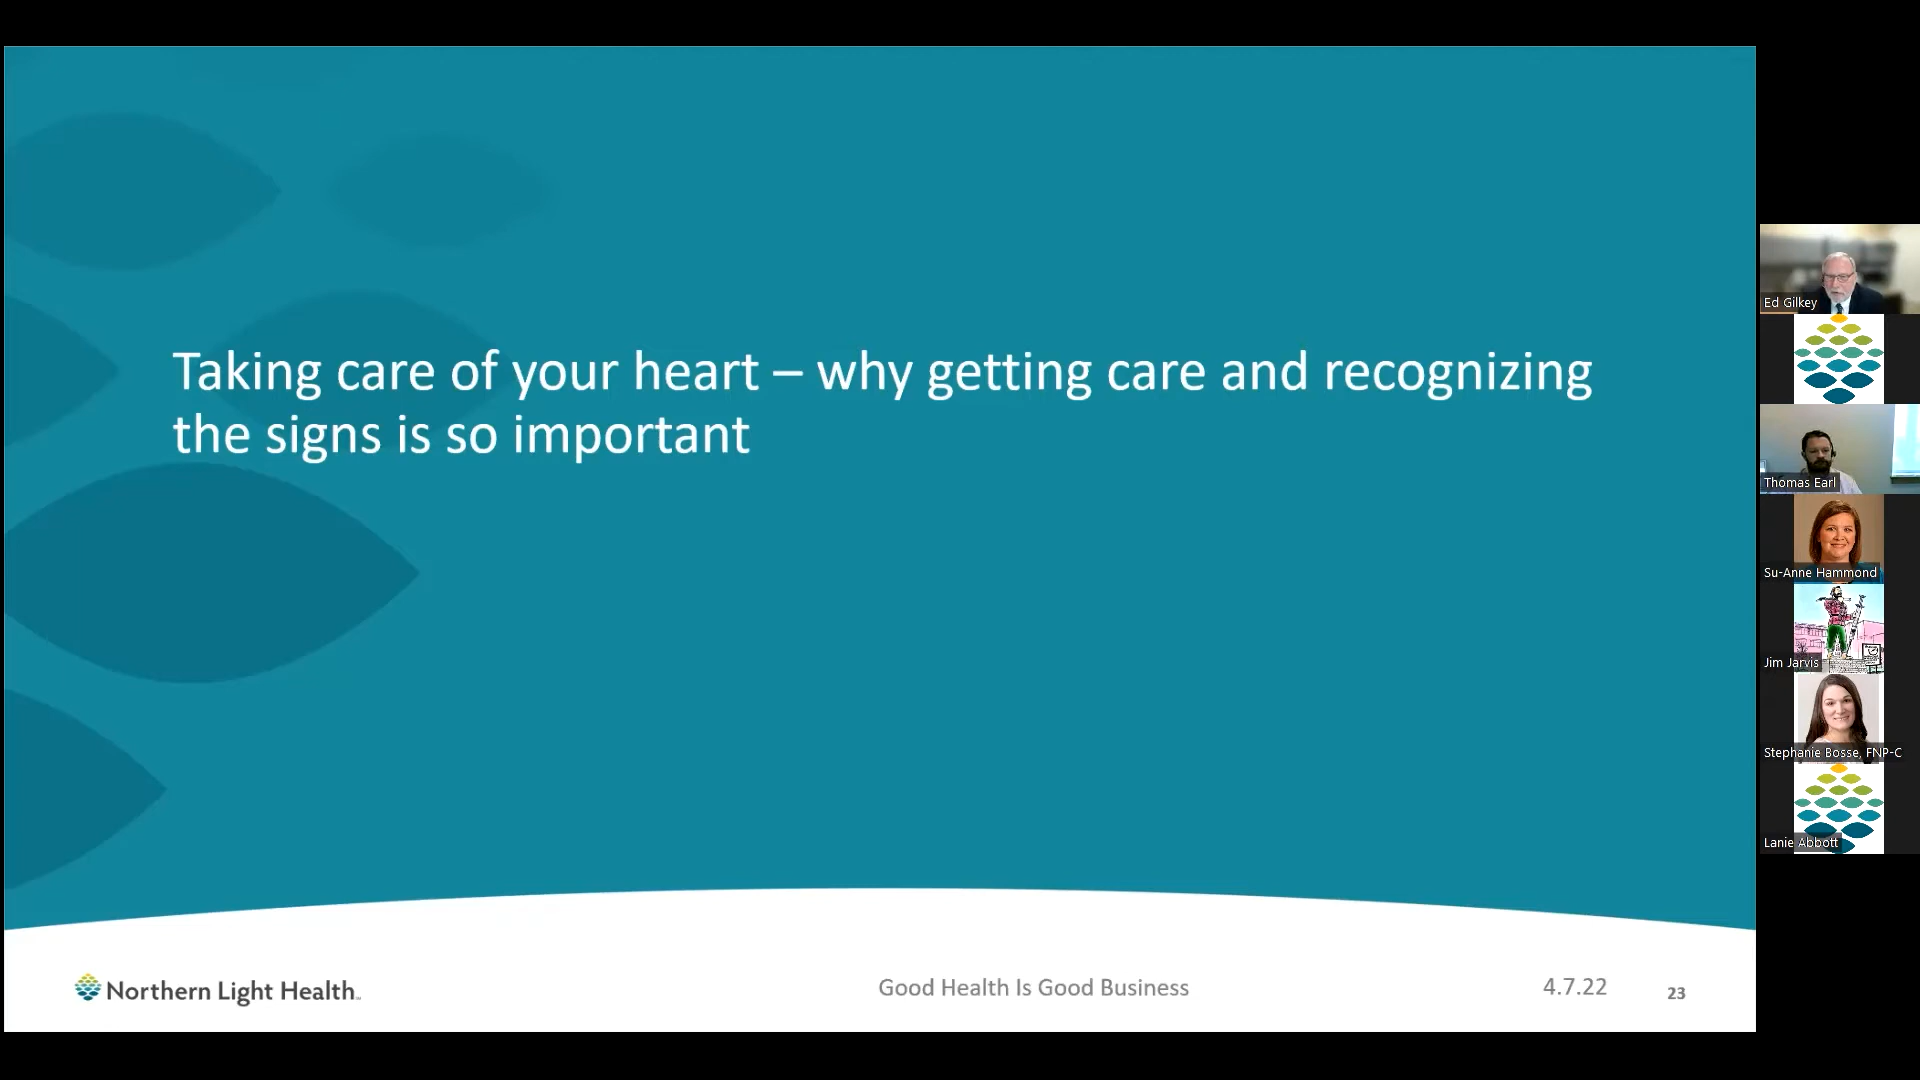 Taking care of your heart – why getting care and recognizing
the signs is so important
Northern Light Health
Good Health Is Good Business
4.7.22
23
Ed Gilkey
Thomas Earl
Su-Anne Hammond
Jim Jarvis
Stephanie Bosse, FNP-C
Lanie Abbott